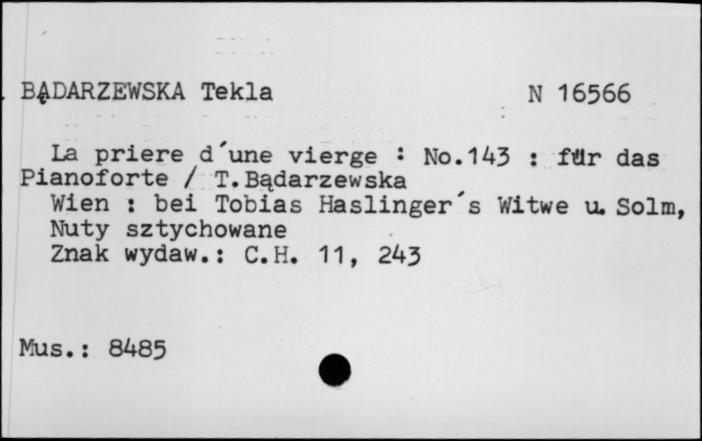 BĄDARZEWSKA Tekla N 16566
La priere d´une vierge : No.143 : für das
Pianoforte / T.Bądarzewska
Wien : bei Tobias Haslinger´s Witwe u. Solm,
Nuty sztychowane
Znak wydaw.: C.H. 11, 243
Mus.: 8485